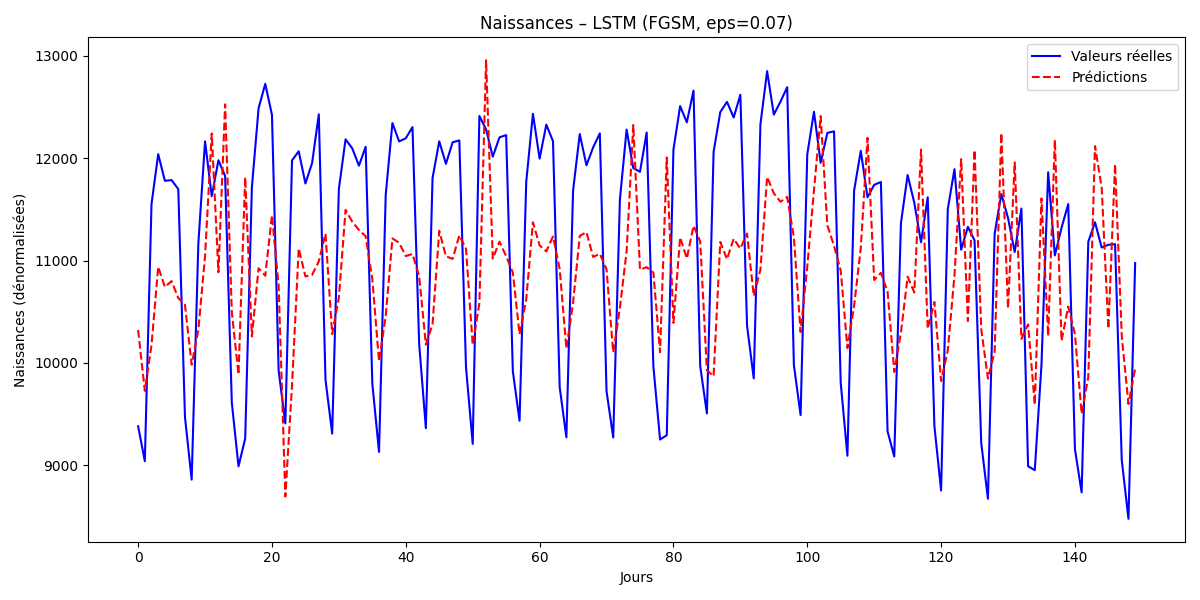 Naissances – LSTM (FGSM, eps=0.07)
Valeurs réelles
Prédictions
Naissances (dénormalisées)
13000
12000
11000
10000
9000
0 20 40 60 80 100 120 140
Jours